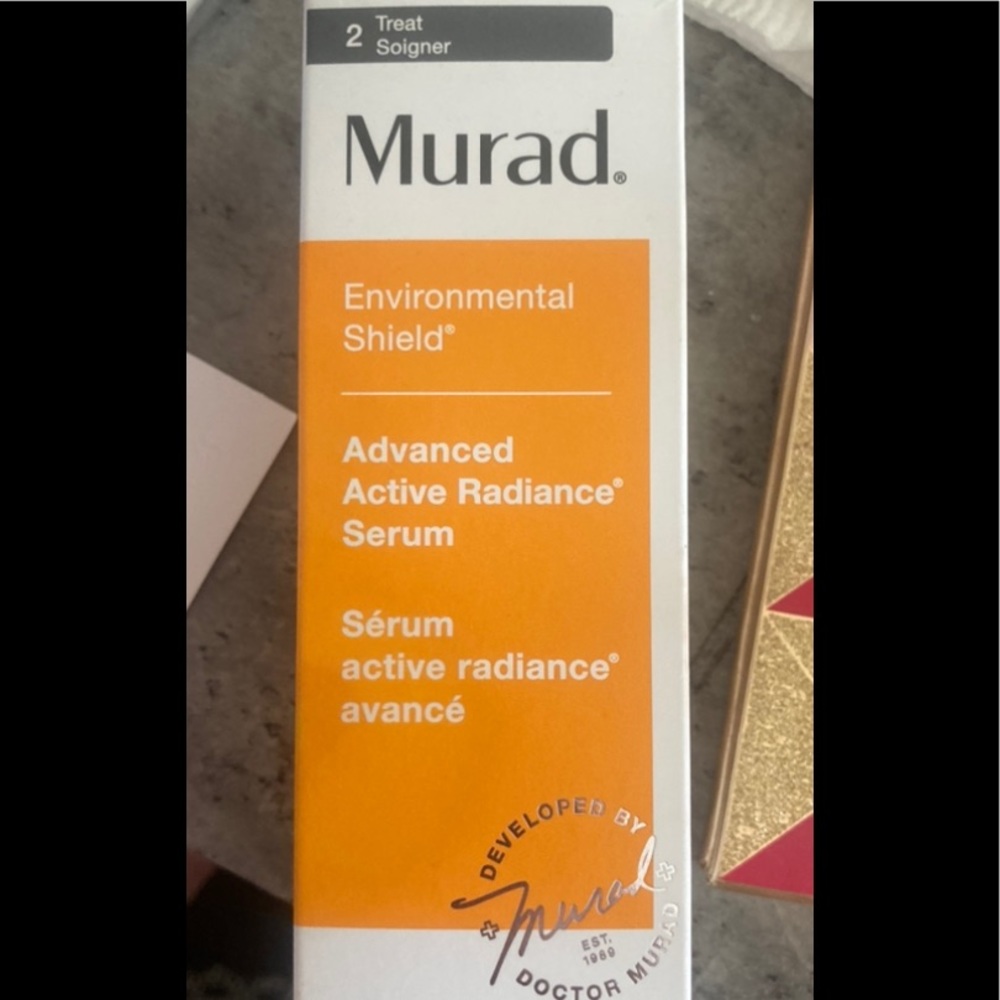 2 Treat
Soigner
Murad®
Environmental
Shield®
Advanced
Active Radiance®
Serum
Sérum
active radiance®
avancé
DEVELOPED BY
Murad
EST.
1989
DOCTOR MURAD